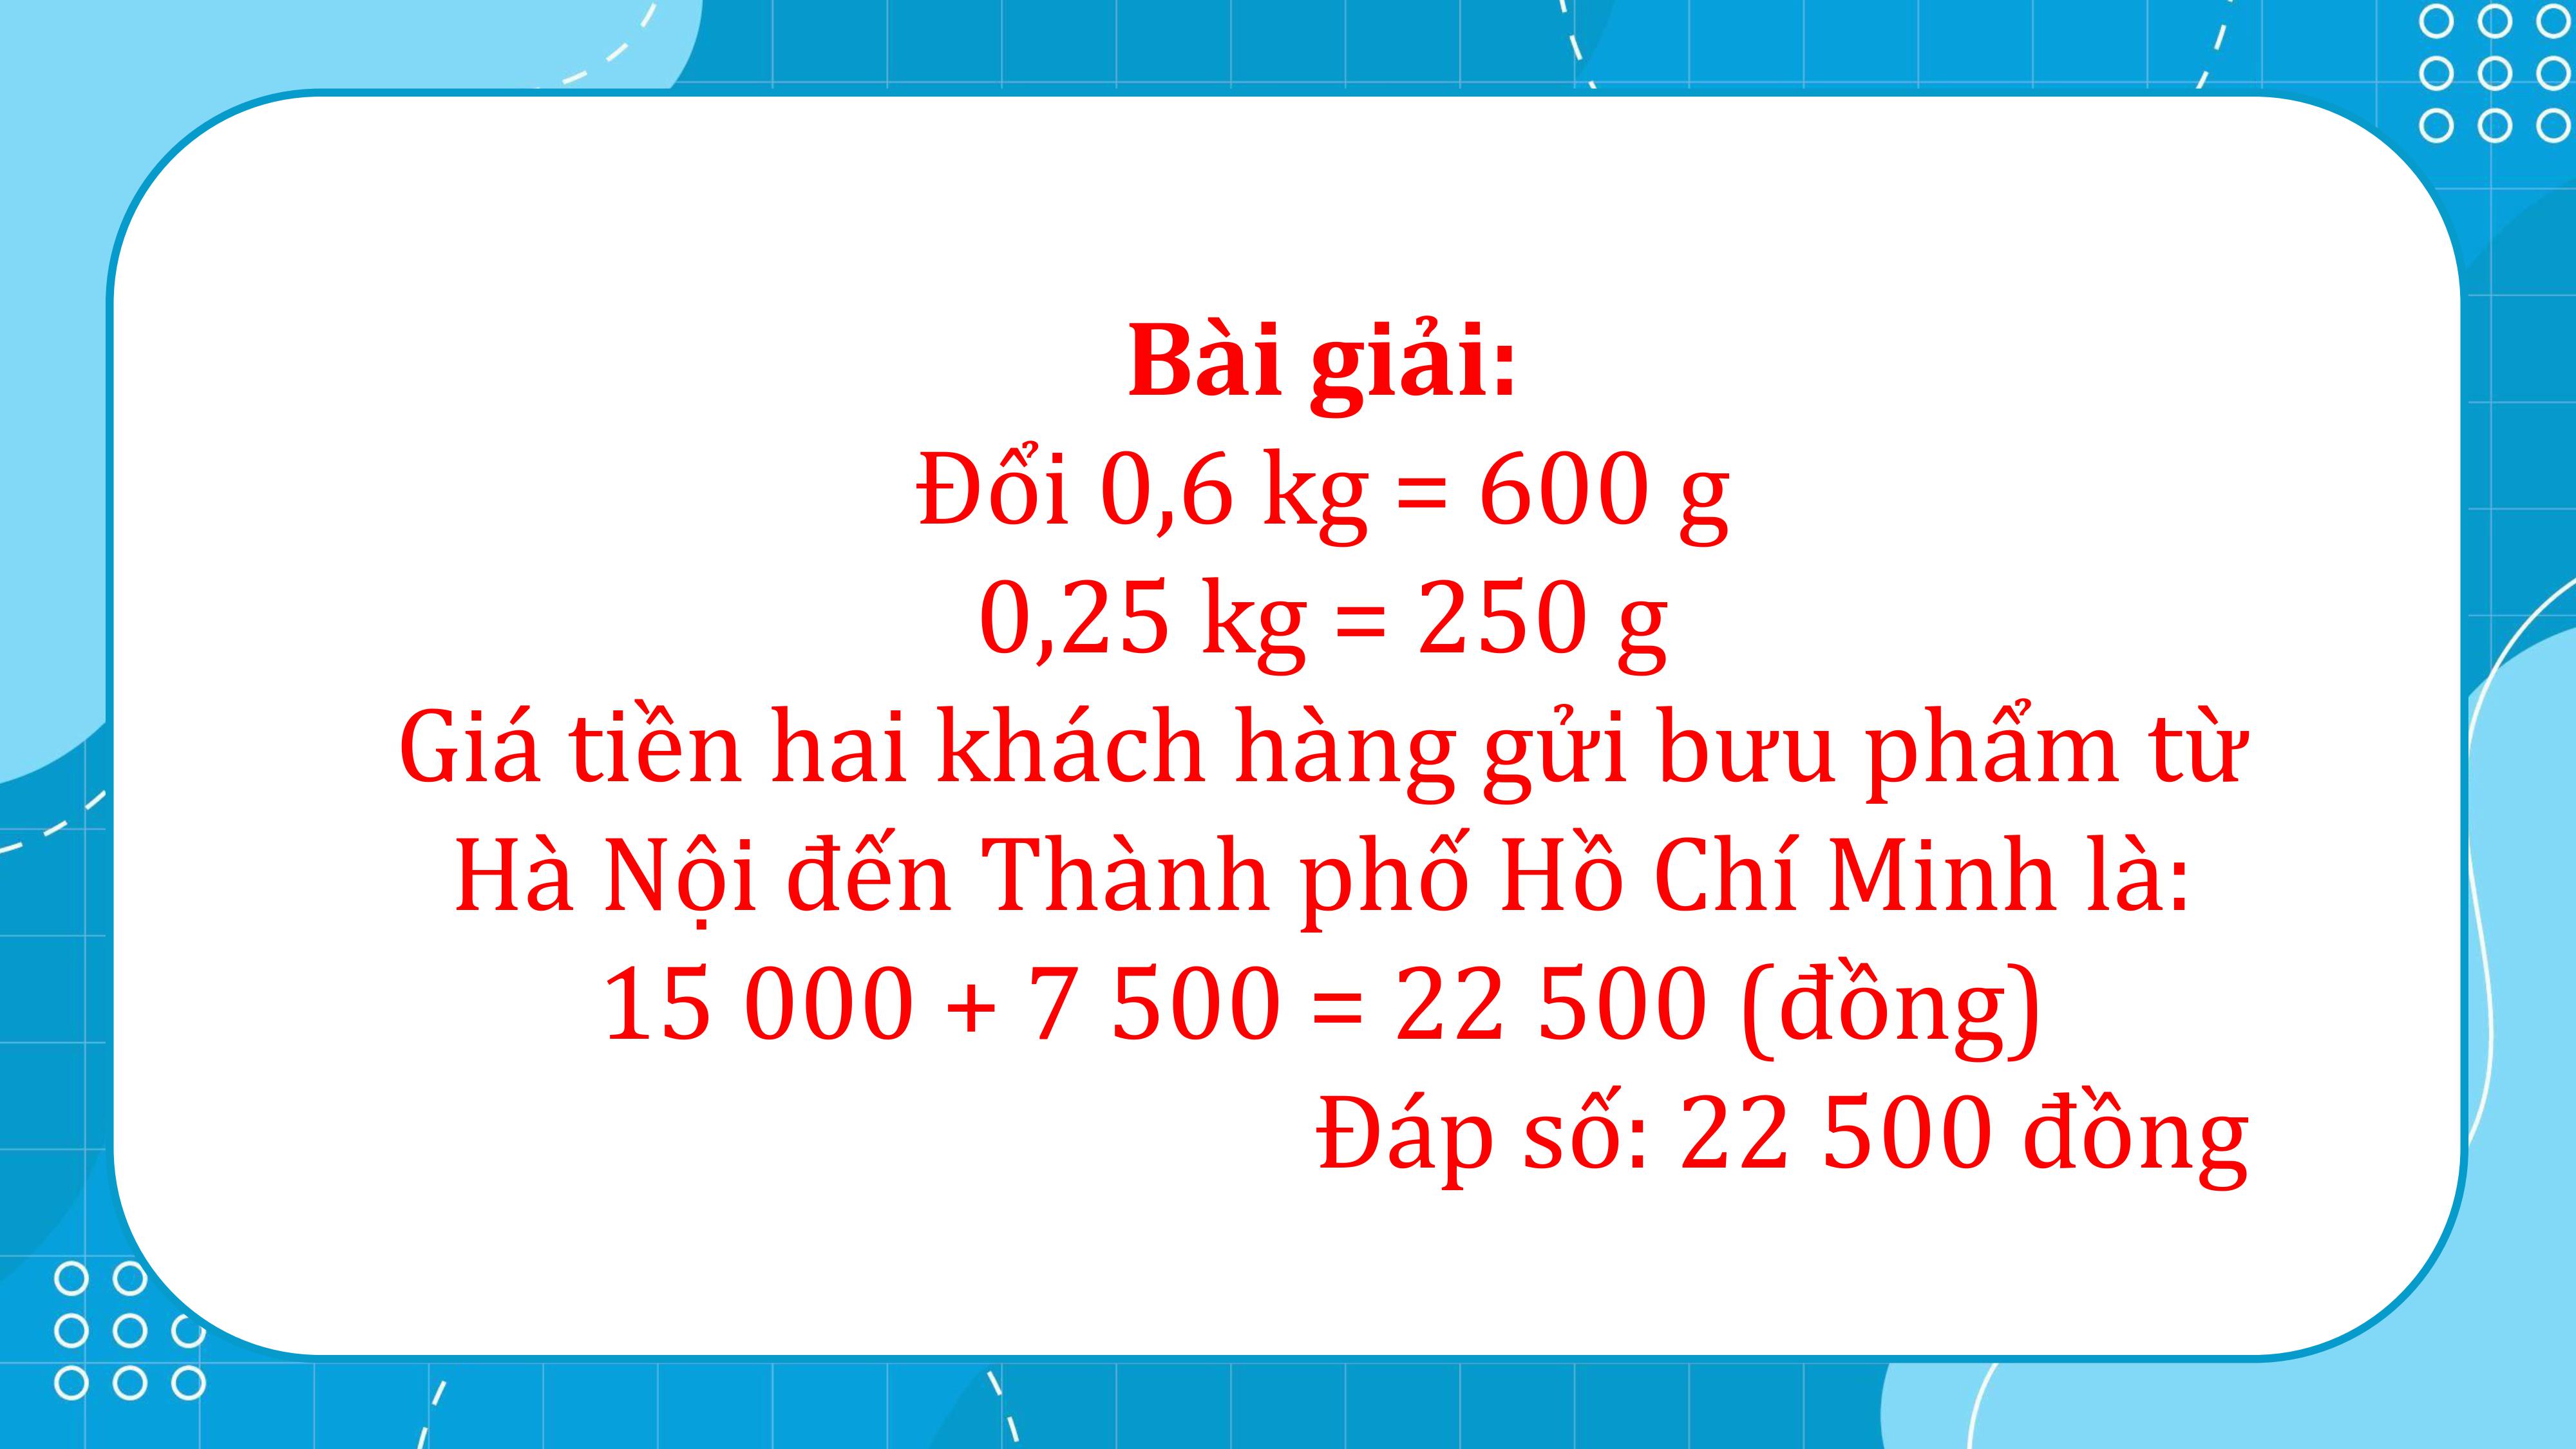 Bài giải:
Đổi 0,6 kg = 600 g
0,25 kg = 250 g
Giá tiền hai khách hàng gửi bưu phẩm từ
Hà Nội đến Thành phố Hồ Chí Minh là:
15 000 + 7 500 = 22 500 (đồng)
Đáp số: 22 500 đồng